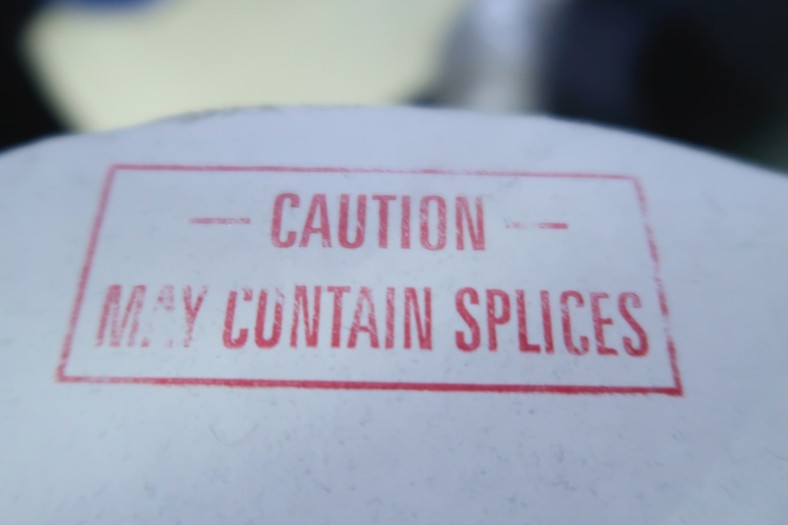 — CAUTION —
MAY CONTAIN SPLICES